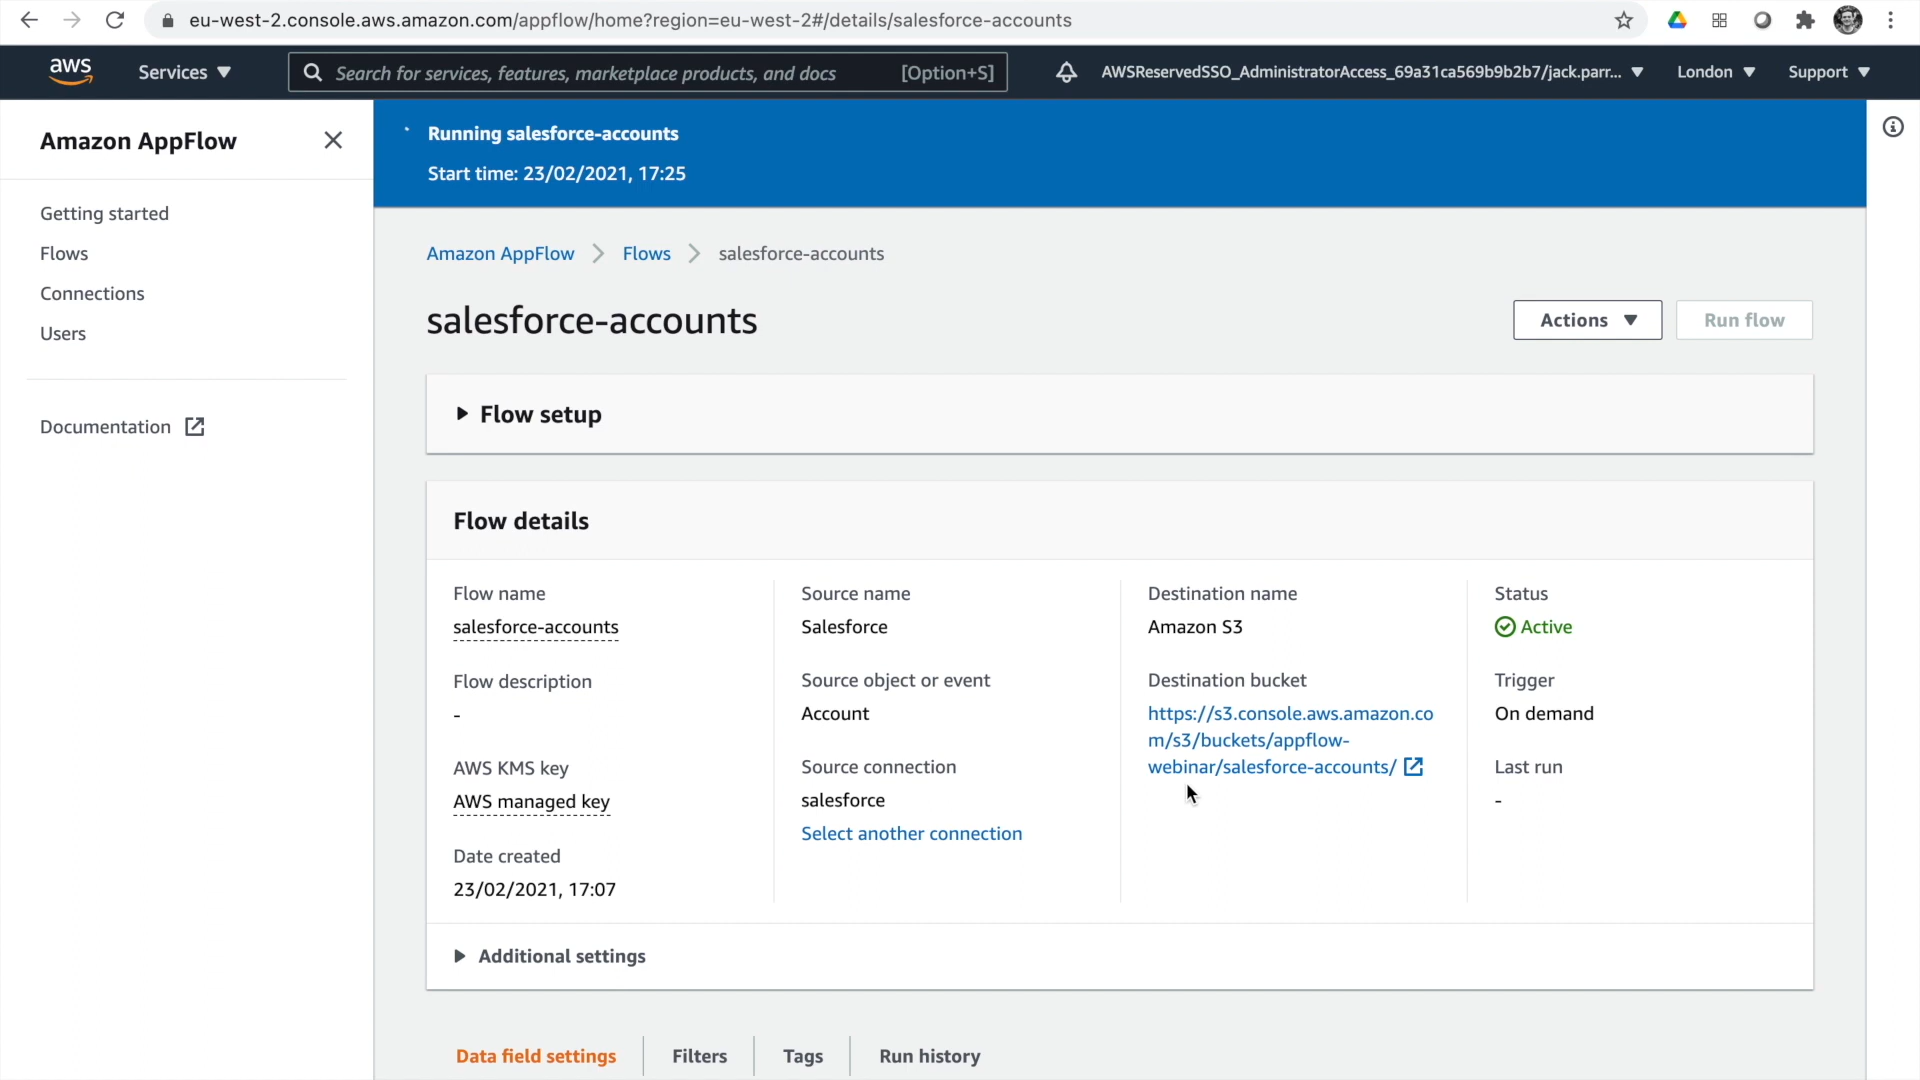 eu-west-2.console.aws.amazon.com/appflow/home?region=eu-west-2#/details/salesforce-accounts
aws
Services
Search for services, features, marketplace products, and docs [Option+S]
AWSReservedSSO_AdministratorAccess_69a31ca569b9b2b7/jack.parr...
London
Support
Amazon AppFlow
Getting started
Flows
Connections
Users
Documentation
Running salesforce-accounts
Start time: 23/02/2021, 17:25
Amazon AppFlow
Flows
salesforce-accounts
salesforce-accounts
Actions
Run flow
Flow setup
Flow details
Flow name
salesforce-accounts
Flow description
-
AWS KMS key
AWS managed key
Date created
23/02/2021, 17:07
Source name
Salesforce
Source object or event
Account
Source connection
salesforce
Select another connection
Destination name
Amazon S3
Destination bucket
https://s3.console.aws.amazon.co
m/s3/buckets/appflow-
webinar/salesforce-accounts/
Status
Active
Trigger
On demand
Last run
-
Additional settings
Data field settings
Filters
Tags
Run history